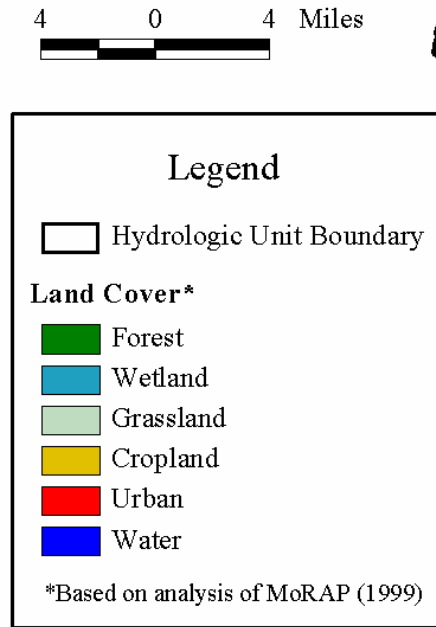 4 0 4 Miles
Legend
Hydrologic Unit Boundary
Land Cover*
Forest
Wetland
Grassland
Cropland
Urban
Water
*Based on analysis of MoRAP (1999)